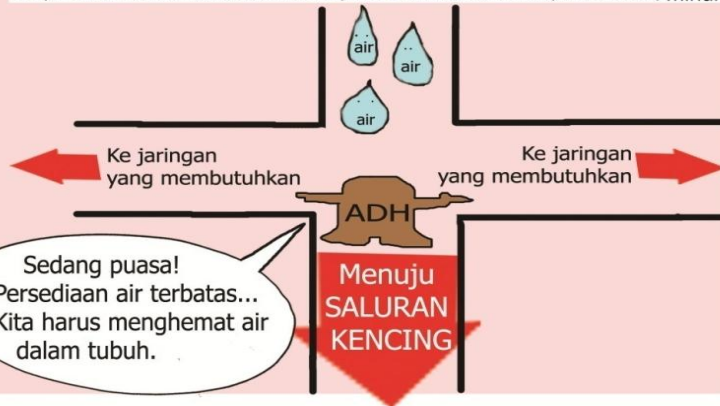 air
air
air
Ke jaringan
yang membutuhkan
Ke jaringan
yang membutuhkan
ADH
Sedang puasa!
Persediaan air terbatas...
Kita harus menghemat air
dalam tubuh.
Menuju
SALURAN
KENCING